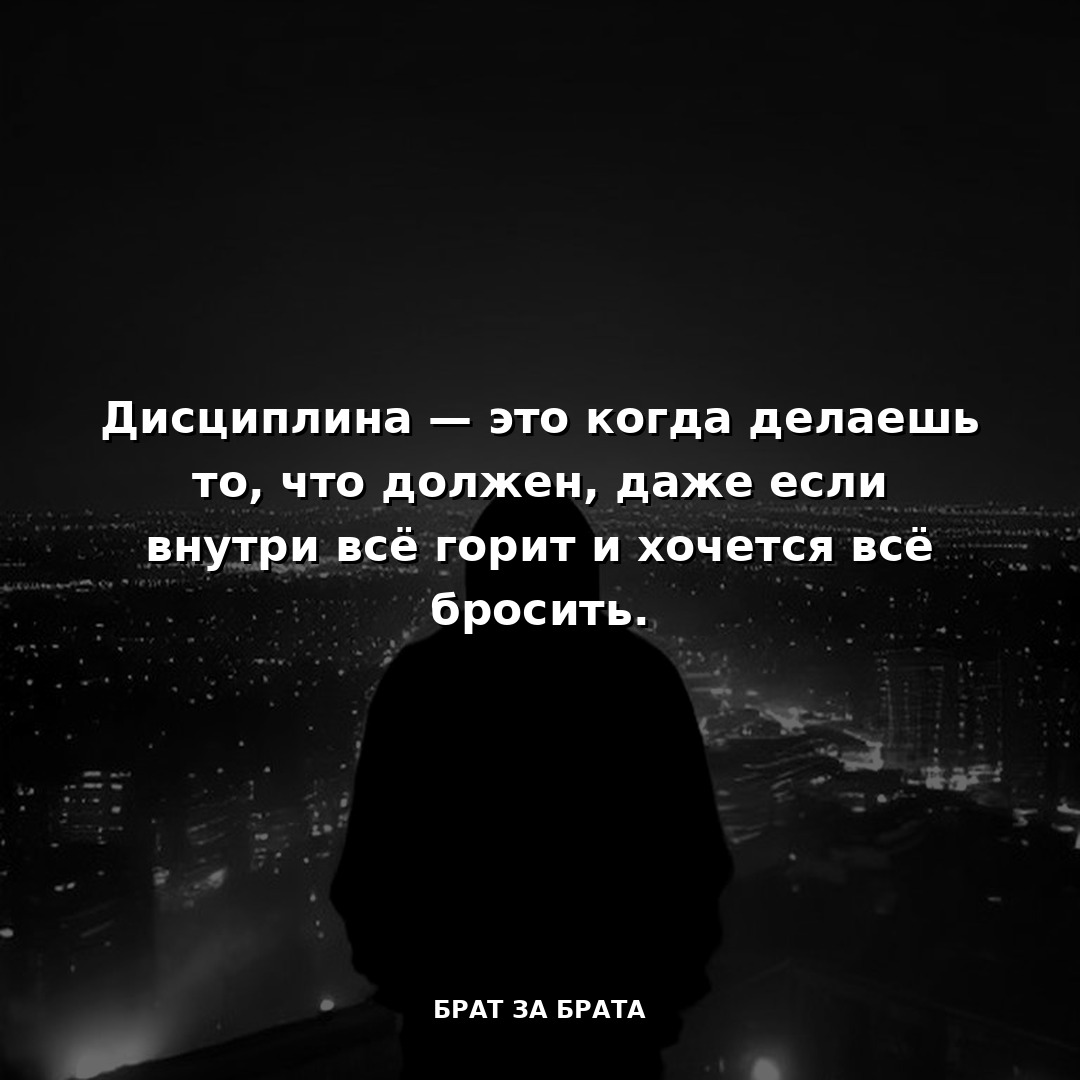 Дисциплина — это когда делаешь
то, что должен, даже если
внутри всё горит и хочется всё
бросить.
БРАТ ЗА БРАТА